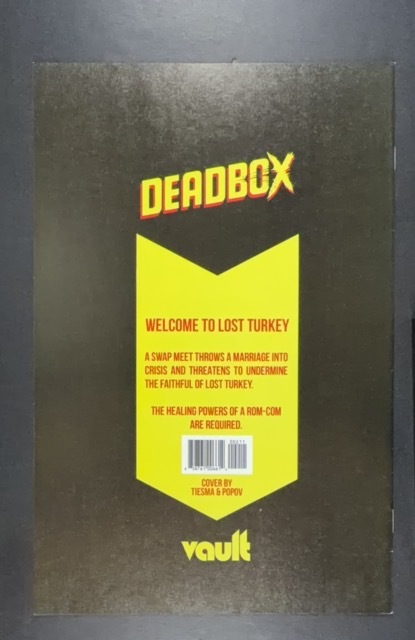 DEADBOX
WELCOME TO LOST TURKEY
A SWAP MEET THROWS A MARRIAGE INTO
CRISIS AND THREATENS TO UNDERMINE
THE FAITHFUL OF LOST TURKEY.
THE HEALING POWERS OF A ROM-COM
ARE REQUIRED.
COVER BY
TIESMA & POPOV
vault